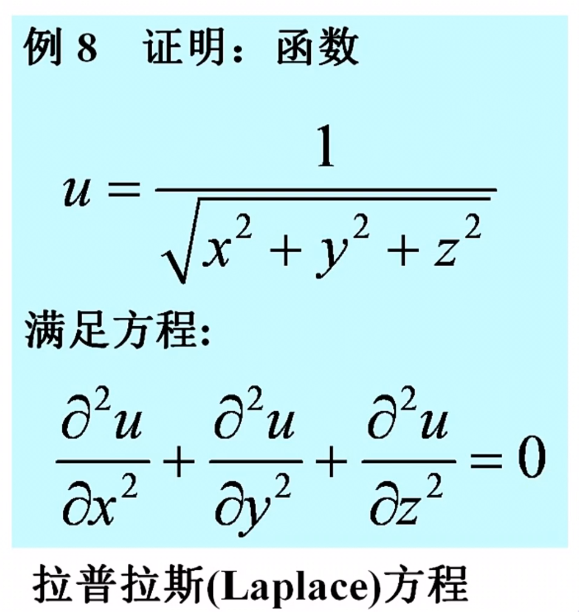 例 8 证明：函数
u = 1 / √(x² + y² + z²)
满足方程:
∂²u/∂x² + ∂²u/∂y² + ∂²u/∂z² = 0
拉普拉斯(Laplace)方程